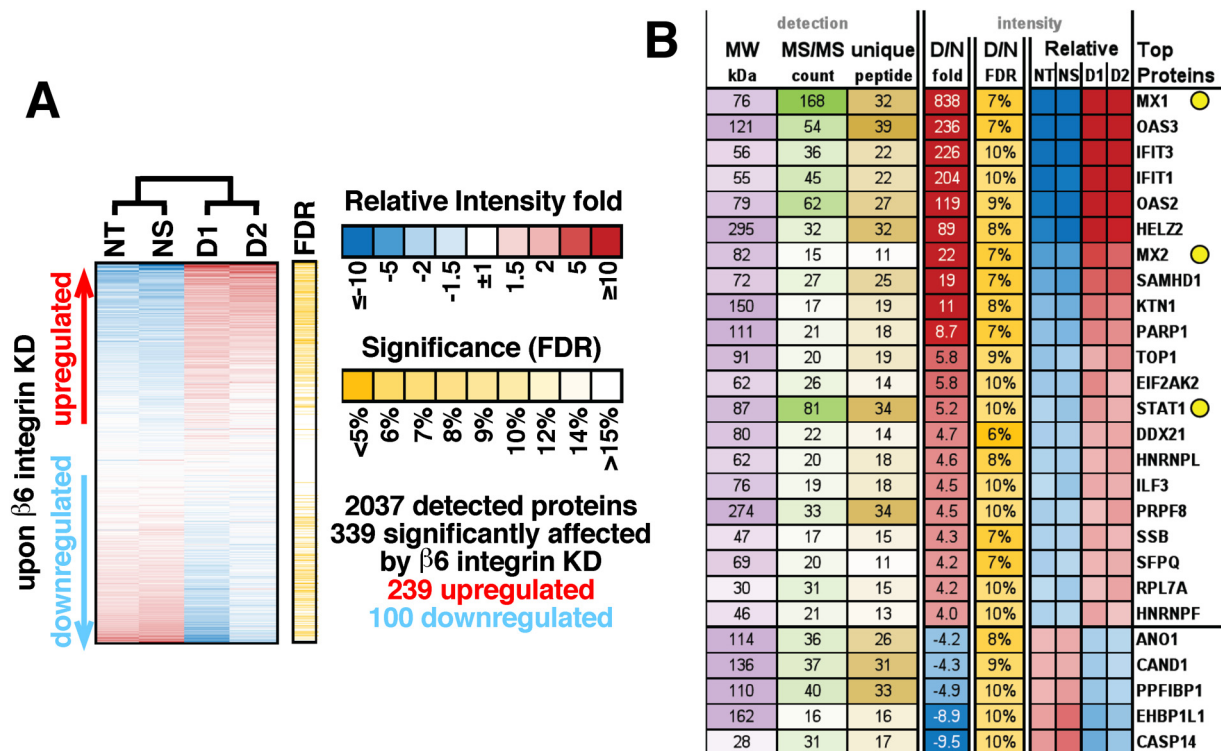 A
NT NS D1 D2 FDR
upon β6 integrin KD
upregulated
downregulated
Relative Intensity fold
≤-10 -5 -2 -1.5 ±1 1.5 2 5 ≥10
Significance (FDR)
<5% 6% 7% 8% 9% 10% 12% 14% >15%
2037 detected proteins
339 significantly affected
by β6 integrin KD
239 upregulated
100 downregulated
B
detection intensity
MW MS/MS unique D/N D/N Relative Top
kDa count peptide fold FDR NT NS D1 D2 Proteins
76 168 32 838 7% MX1
121 54 39 236 7% OAS3
56 36 22 226 10% IFIT3
55 45 22 204 10% IFIT1
79 62 27 119 9% OAS2
295 32 32 89 8% HELZ2
82 15 11 22 7% MX2
72 27 25 19 7% SAMHD1
150 17 19 11 8% KTN1
111 21 18 8.7 7% PARP1
91 20 19 5.8 9% TOP1
62 26 14 5.8 10% EIF2AK2
87 81 34 5.2 10% STAT1
80 22 14 4.7 6% DDX21
62 20 18 4.6 8% HNRNPL
76 19 18 4.5 10% ILF3
274 33 34 4.5 10% PRPF8
47 17 15 4.3 7% SSB
69 20 11 4.2 7% SFPQ
30 31 15 4.2 10% RPL7A
46 21 13 4.0 10% HNRNPF
114 36 26 -4.2 8% ANO1
136 37 31 -4.3 9% CAND1
110 40 33 -4.9 10% PPFIBP1
162 16 16 -8.9 10% EHBP1L1
28 31 17 -9.5 10% CASP14